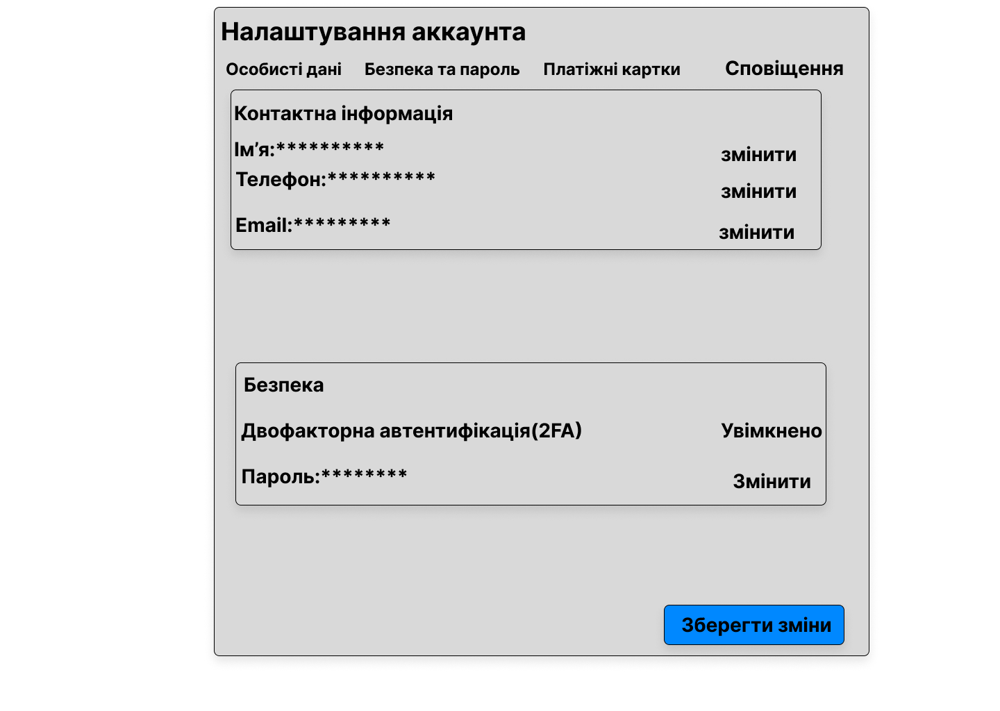 Налаштування аккаунта
Особисті дані Безпека та пароль Платіжні картки Сповіщення
Контактна інформація
Ім’я:********** змінити
Телефон:********** змінити
Email:********* змінити
Безпека
Двофакторна автентифікація(2FA) Увімкнено
Пароль:******** Змінити
Зберегти зміни